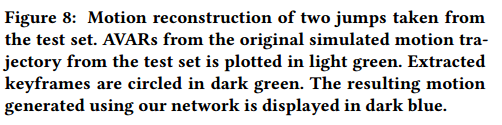 Figure 8: Motion reconstruction of two jumps taken from
the test set. AVARs from the original simulated motion tra-
jectory from the test set is plotted in light green. Extracted
keyframes are circled in dark green. The resulting motion
generated using our network is displayed in dark blue.